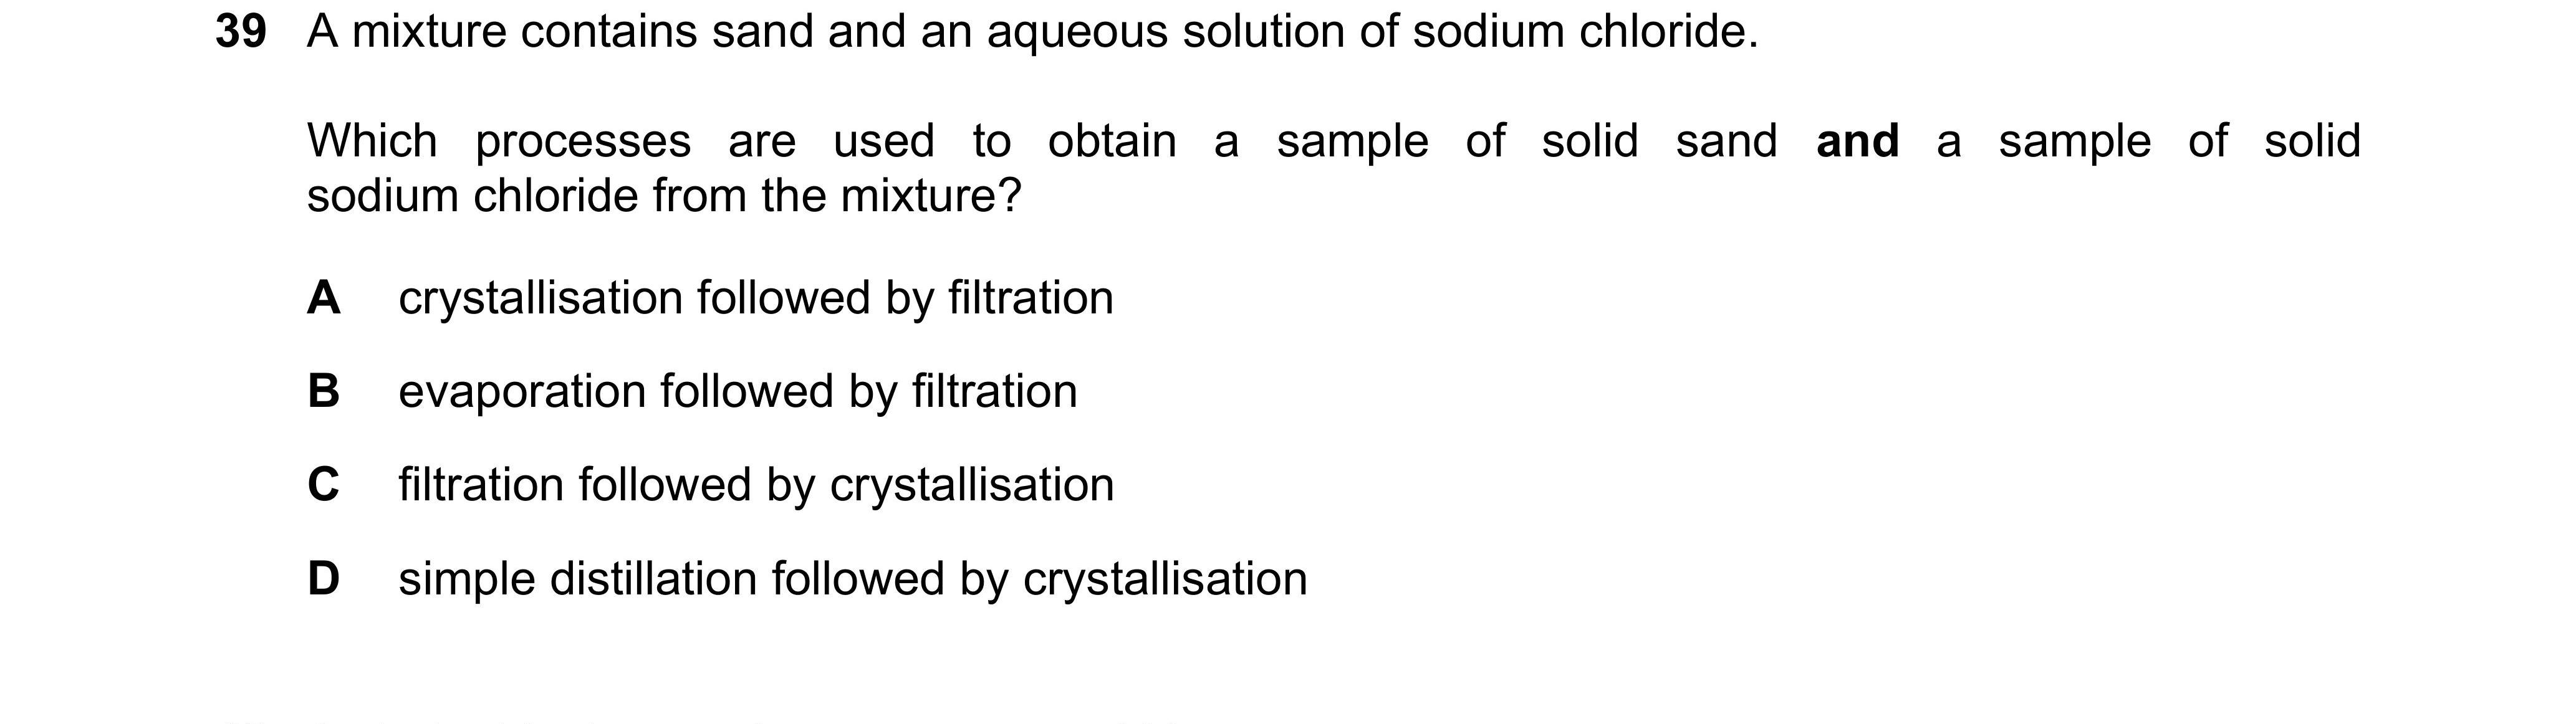 39 A mixture contains sand and an aqueous solution of sodium chloride.
Which processes are used to obtain a sample of solid sand and a sample of solid
sodium chloride from the mixture?
A crystallisation followed by filtration
B evaporation followed by filtration
C filtration followed by crystallisation
D simple distillation followed by crystallisation